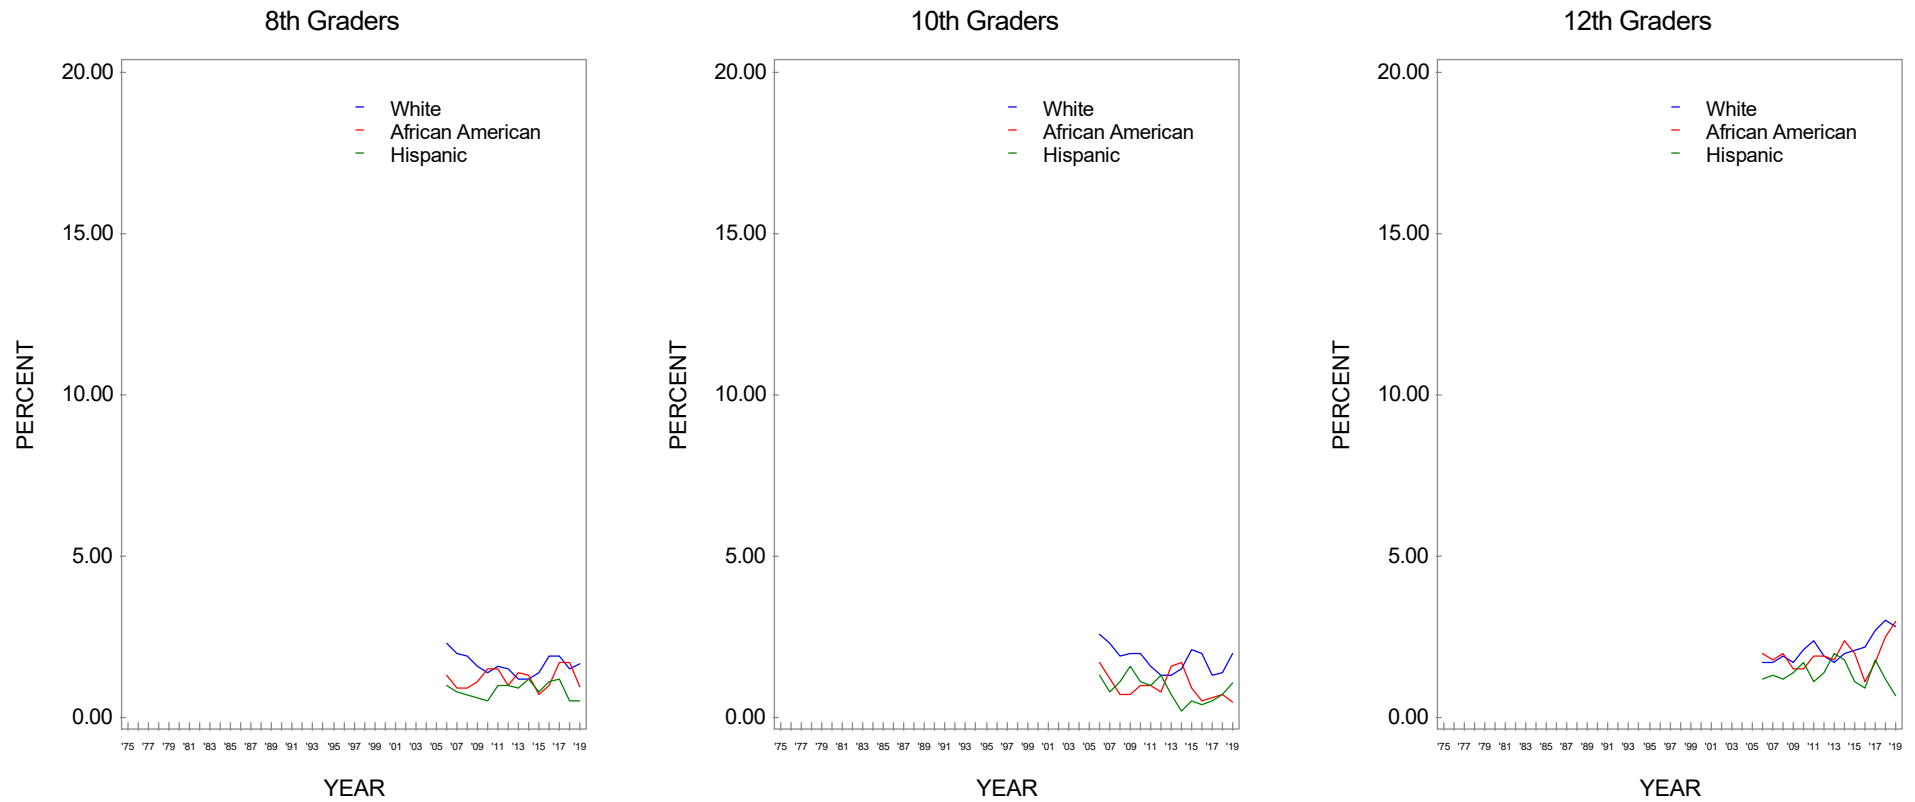 8th Graders
20.00
White
African American
Hispanic
15.00
10.00
5.00
0.00
PERCENT
'75 '77 '79 '81 '83 '85 '87 '89 '91 '93 '95 '97 '99 '01 '03 '05 '07 '09 '11 '13 '15 '17 '19
YEAR
10th Graders
20.00
White
African American
Hispanic
15.00
10.00
5.00
0.00
PERCENT
'75 '77 '79 '81 '83 '85 '87 '89 '91 '93 '95 '97 '99 '01 '03 '05 '07 '09 '11 '13 '15 '17 '19
YEAR
12th Graders
20.00
White
African American
Hispanic
15.00
10.00
5.00
0.00
PERCENT
'75 '77 '79 '81 '83 '85 '87 '89 '91 '93 '95 '97 '99 '01 '03 '05 '07 '09 '11 '13 '15 '17 '19
YEAR